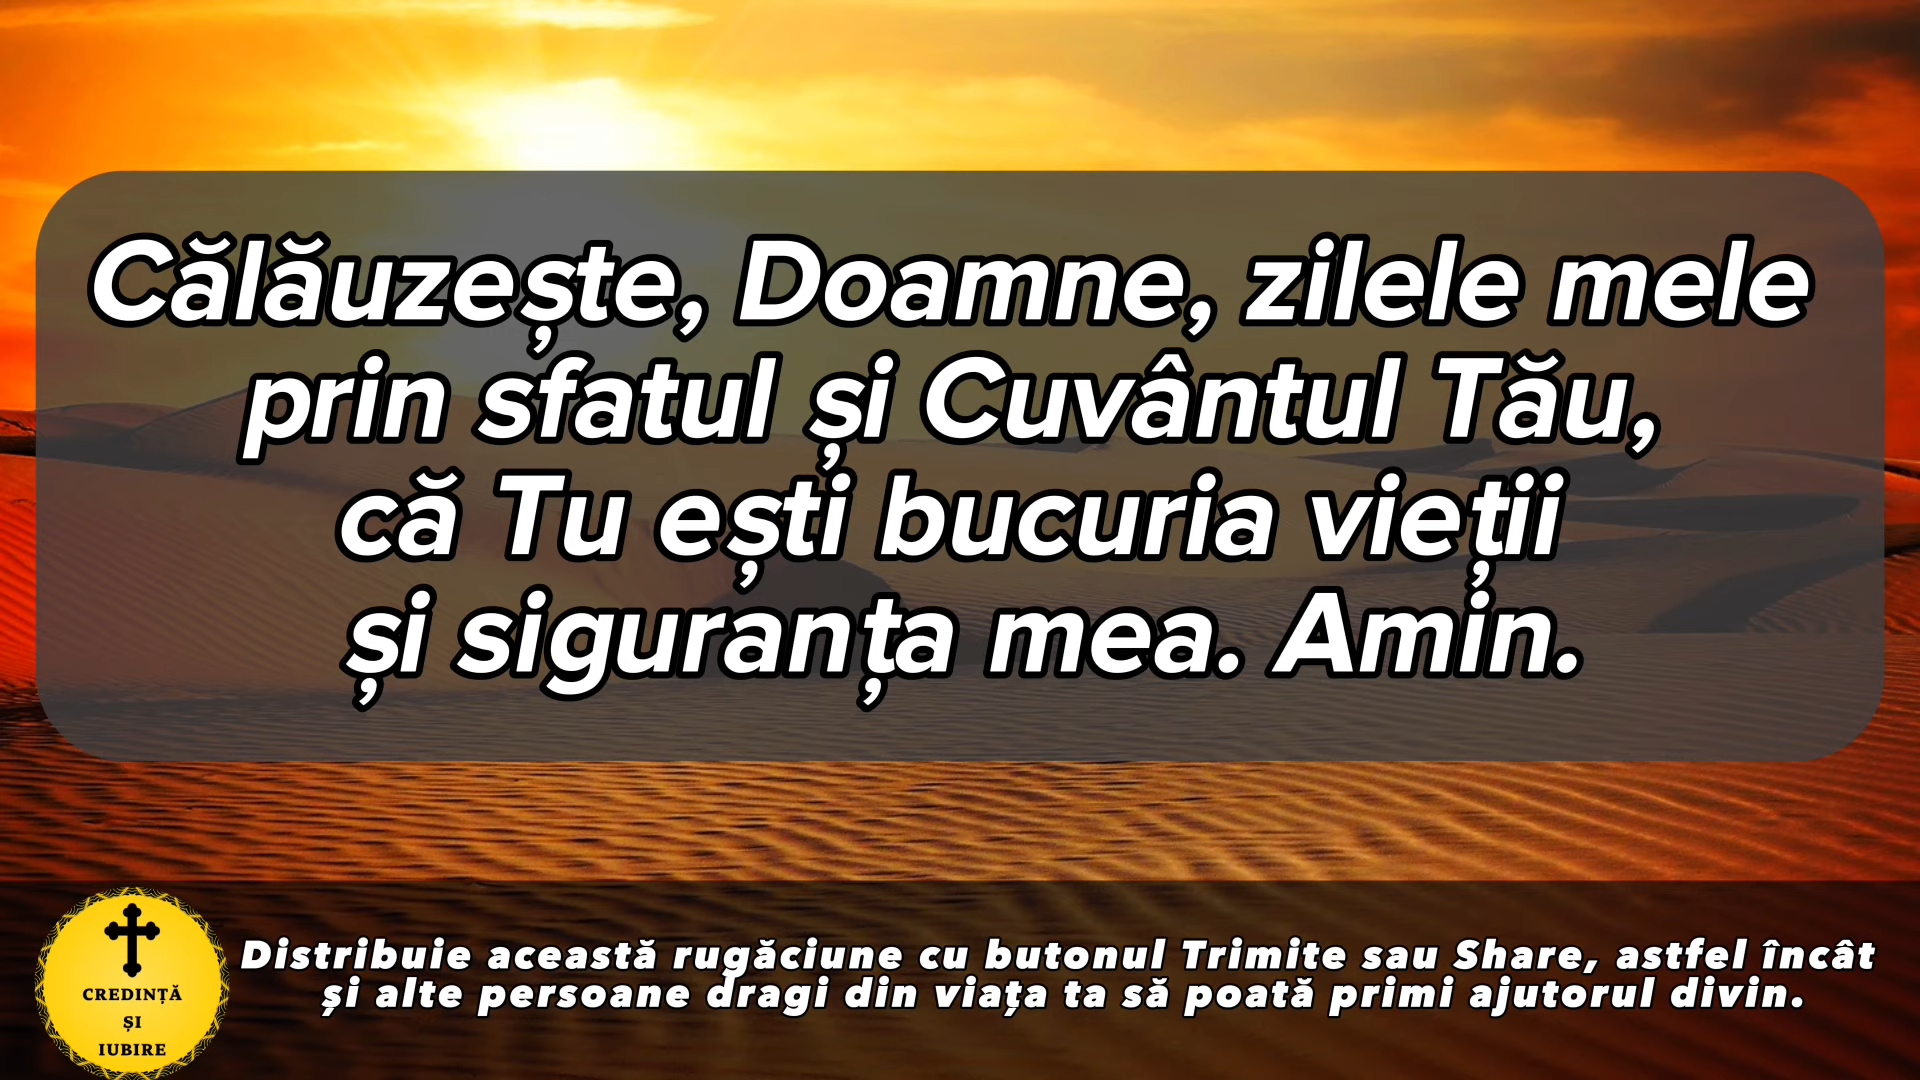 Călăuzește, Doamne, zilele mele
prin sfatul și Cuvântul Tău,
că Tu ești bucuria vieții
și siguranța mea. Amin.
CREDINȚĂ
ȘI
IUBIRE
Distribuie această rugăciune cu butonul Trimite sau Share, astfel încât
și alte persoane dragi din viața ta să poată primi ajutorul divin.